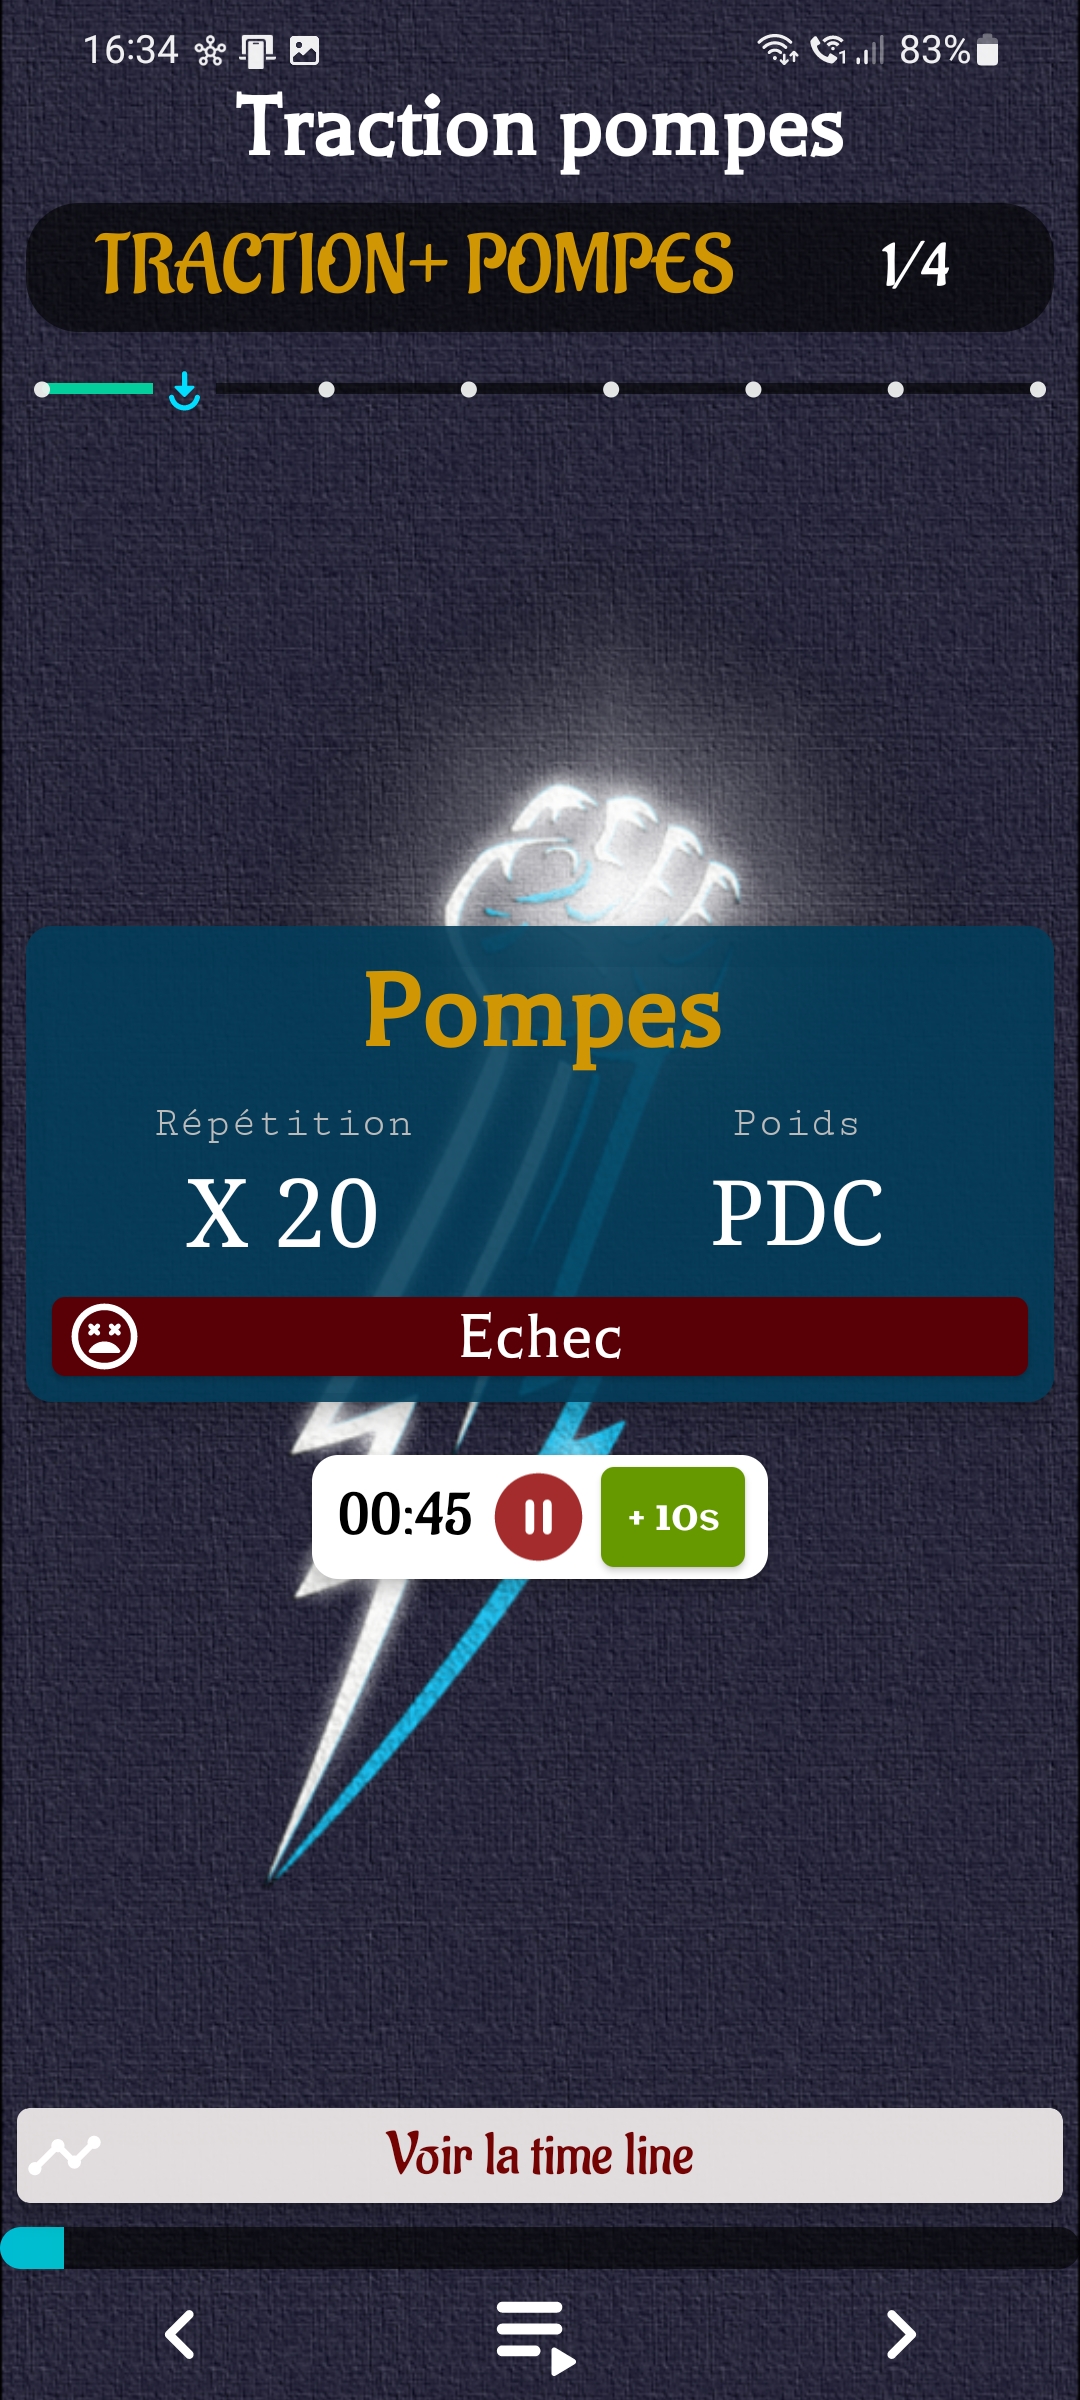 16:34 83%
Traction pompes
TRACTION+ POMPES 1/4
Pompes
Répétition Poids
X 20 PDC
Echec
00:45 + 10s
Voir la time line